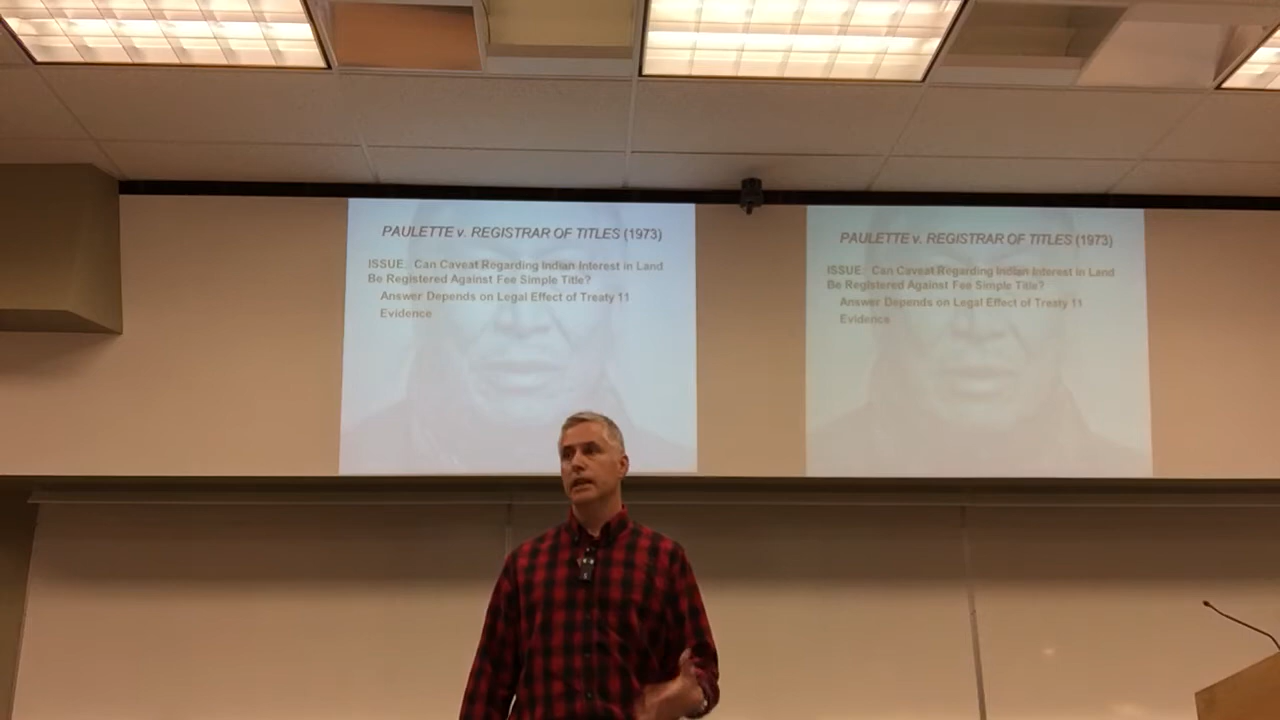 PAULETTE v. REGISTRAR OF TITLES (1973)
ISSUE: Can Caveat Regarding Indian Interest in Land
Be Registered Against Fee Simple Title?
Answer Depends on Legal Effect of Treaty 11
Evidence
PAULETTE v. REGISTRAR OF TITLES (1973)
ISSUE: Can Caveat Regarding Indian Interest in Land
Be Registered Against Fee Simple Title?
Answer Depends on Legal Effect of Treaty 11
Evidence